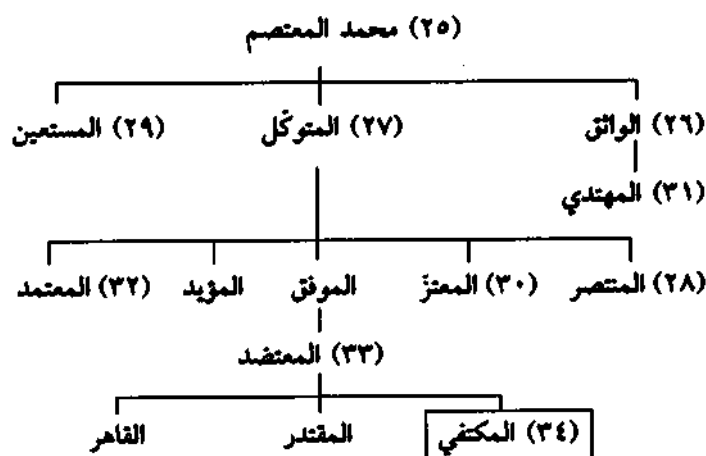 (٢٥) محمد المعتصم
(٢٦) الواثق (٢٧) المتوكّل (٢٩) المستعين
(٣١) المهتدي
(٢٨) المنتصر (٣٠) المعتزّ الموفق المؤيد (٣٢) المعتمد
(٣٣) المعتضد
(٣٤) المكتفي المقتدر القاهر